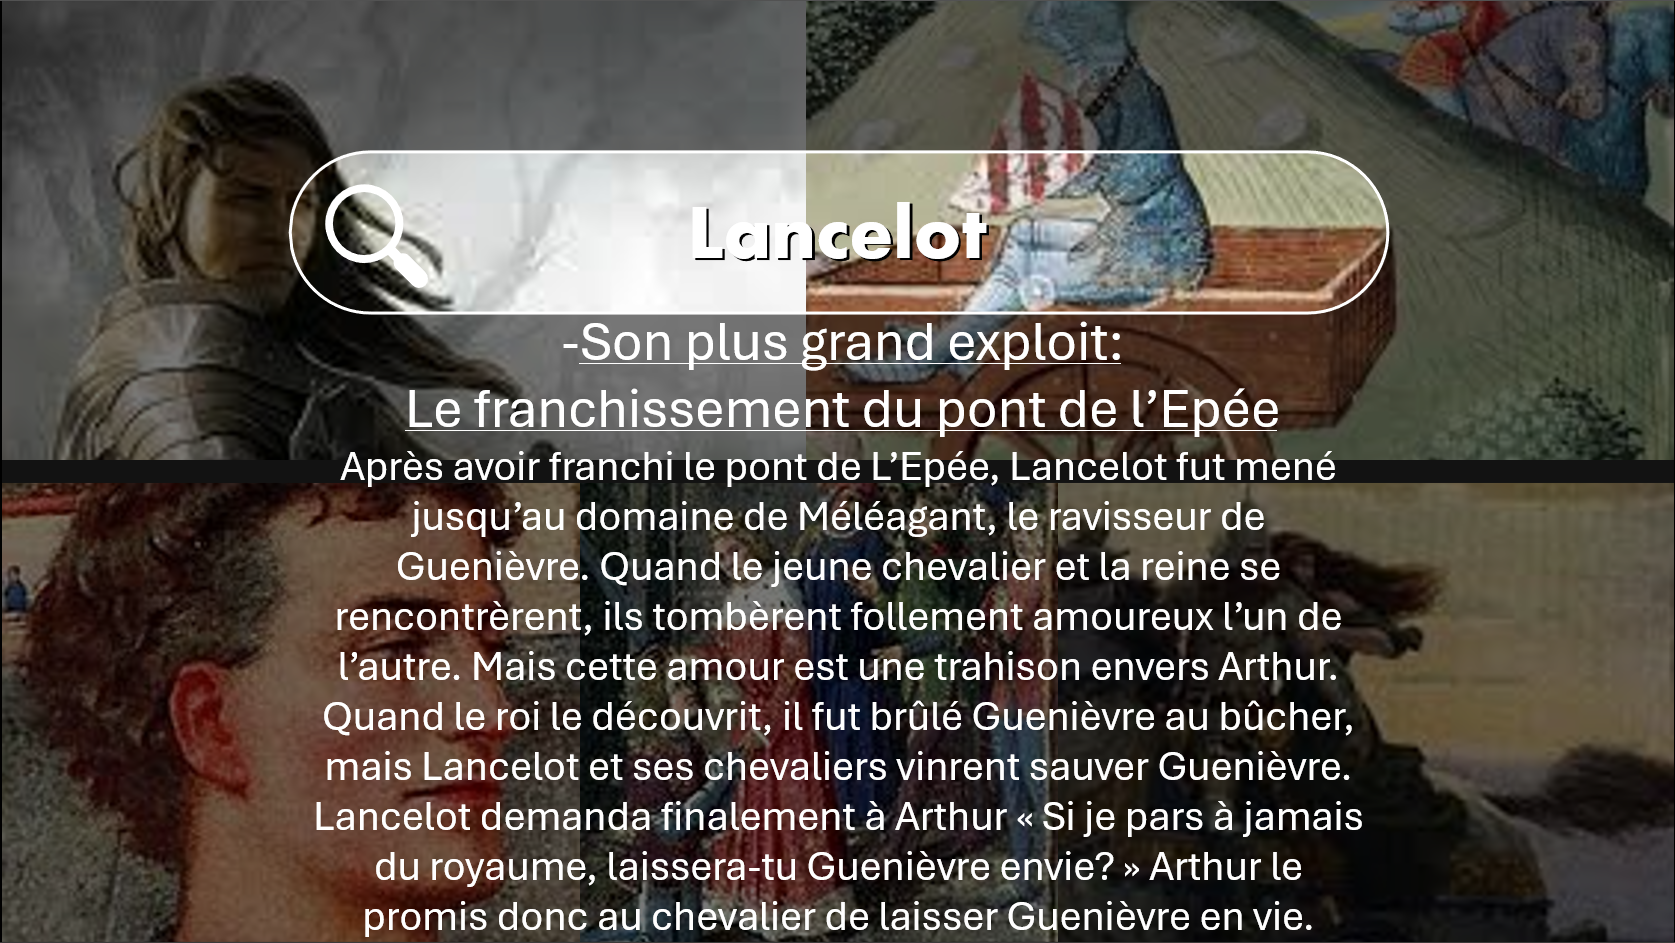 Lancelot
-Son plus grand exploit:
Le franchissement du pont de l’Epée
Après avoir franchi le pont de L’Epée, Lancelot fut mené
jusqu’au domaine de Méléagant, le ravisseur de
Guenièvre. Quand le jeune chevalier et la reine se
rencontrèrent, ils tombèrent follement amoureux l’un de
l’autre. Mais cette amour est une trahison envers Arthur.
Quand le roi le découvrit, il fut brûlé Guenièvre au bûcher,
mais Lancelot et ses chevaliers vinrent sauver Guenièvre.
Lancelot demanda finalement à Arthur « Si je pars à jamais
du royaume, laissera-tu Guenièvre envie? » Arthur le
promis donc au chevalier de laisser Guenièvre en vie.